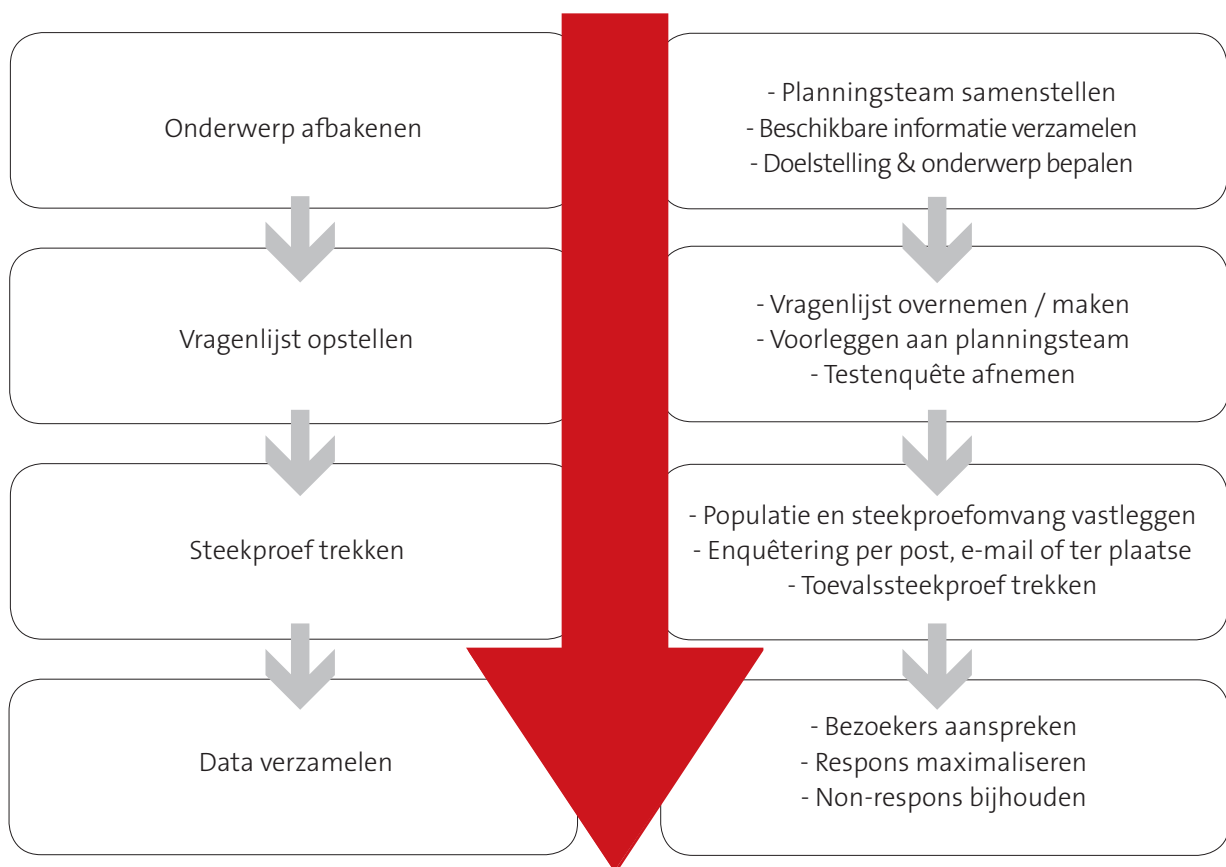 Onderwerp afbakenen
- Planningsteam samenstellen
- Beschikbare informatie verzamelen
- Doelstelling & onderwerp bepalen
Vragenlijst opstellen
- Vragenlijst overnemen / maken
- Voorleggen aan planningsteam
- Testenquête afnemen
Steekproef trekken
- Populatie en steekproefomvang vastleggen
- Enquêtering per post, e-mail of ter plaatse
- Toevalssteekproef trekken
Data verzamelen
- Bezoekers aanspreken
- Respons maximaliseren
- Non-respons bijhouden